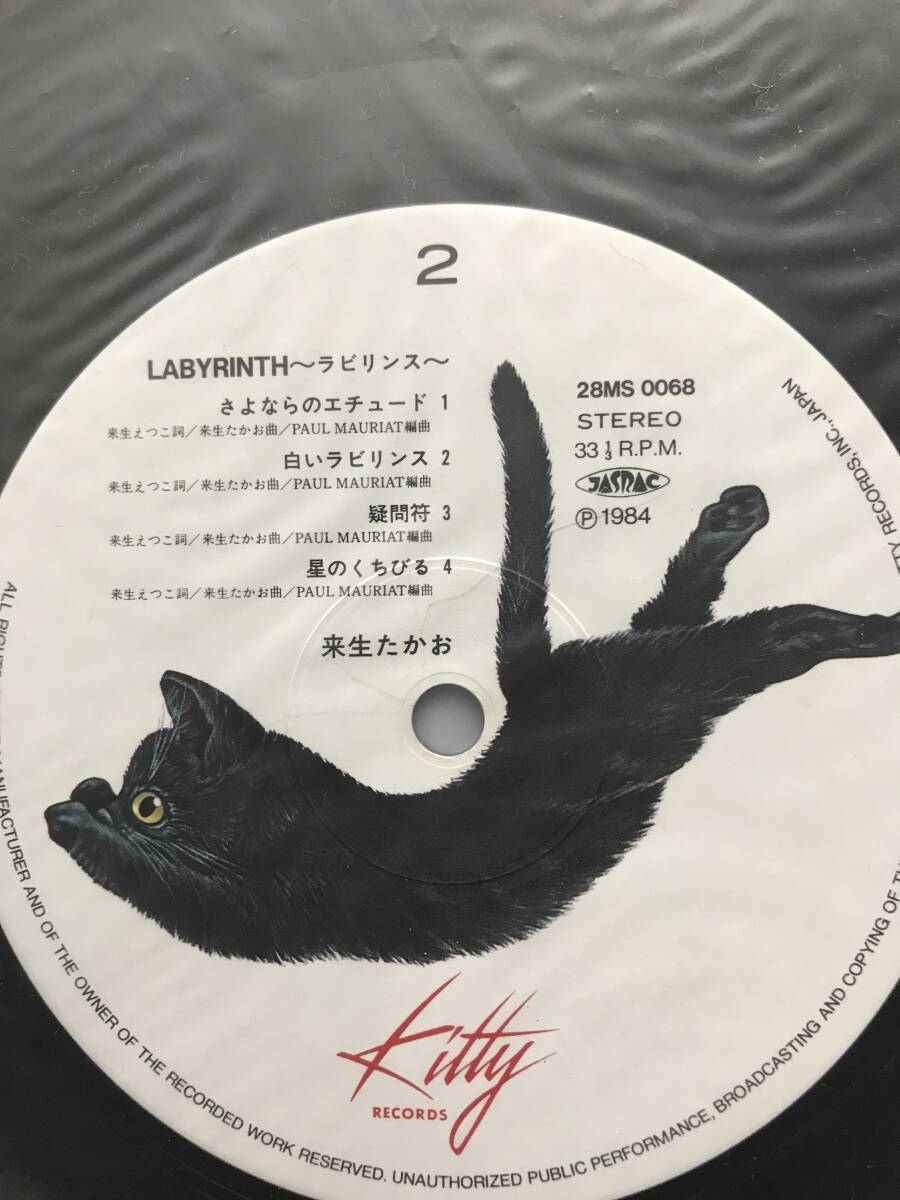 2
LABYRINTH～ラビリンス～
さよならのエチュード 1
来生えつこ詞／来生たかお曲／PAUL MAURIAT編曲
白いラビリンス 2
来生えつこ詞／来生たかお曲／PAUL MAURIAT編曲
疑問符 3
来生えつこ詞／来生たかお曲／PAUL MAURIAT編曲
星のくちびる 4
来生えつこ詞／来生たかお曲／PAUL MAURIAT編曲
来生たかお
28MS 0068
STEREO
33 1/3 R.P.M.
JASRAC
Ⓟ1984
Kitty
RECORDS
MANUFACTURER AND OF THE OWNER OF THE RECORDED WORK RESERVED. UNAUTHORIZED PUBLIC PERFORMANCE, BROADCASTING AND COPYING OF
RECORDS, INC., JAPAN